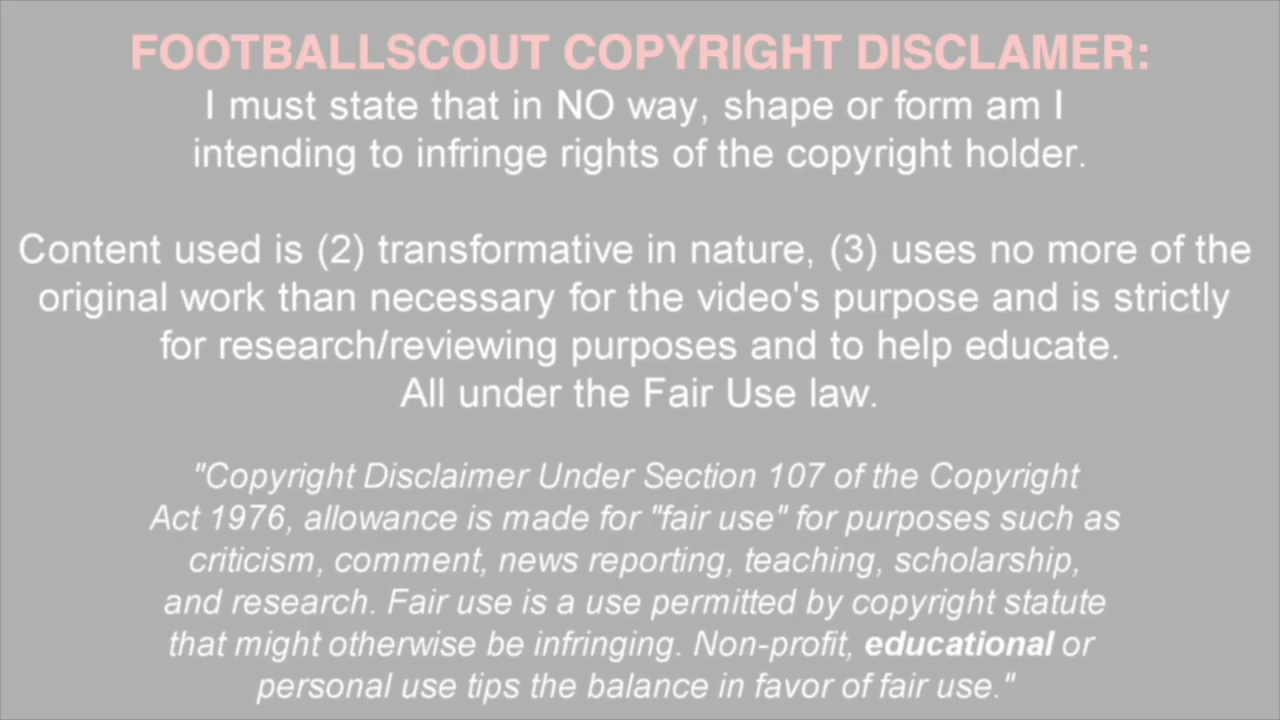 FOOTBALLSCOUT COPYRIGHT DISCLAMER:
I must state that in NO way, shape or form am I
intending to infringe rights of the copyright holder.
Content used is (2) transformative in nature, (3) uses no more of the
original work than necessary for the video's purpose and is strictly
for research/reviewing purposes and to help educate.
All under the Fair Use law.
"Copyright Disclaimer Under Section 107 of the Copyright
Act 1976, allowance is made for "fair use" for purposes such as
criticism, comment, news reporting, teaching, scholarship,
and research. Fair use is a use permitted by copyright statute
that might otherwise be infringing. Non-profit, educational or
personal use tips the balance in favor of fair use."